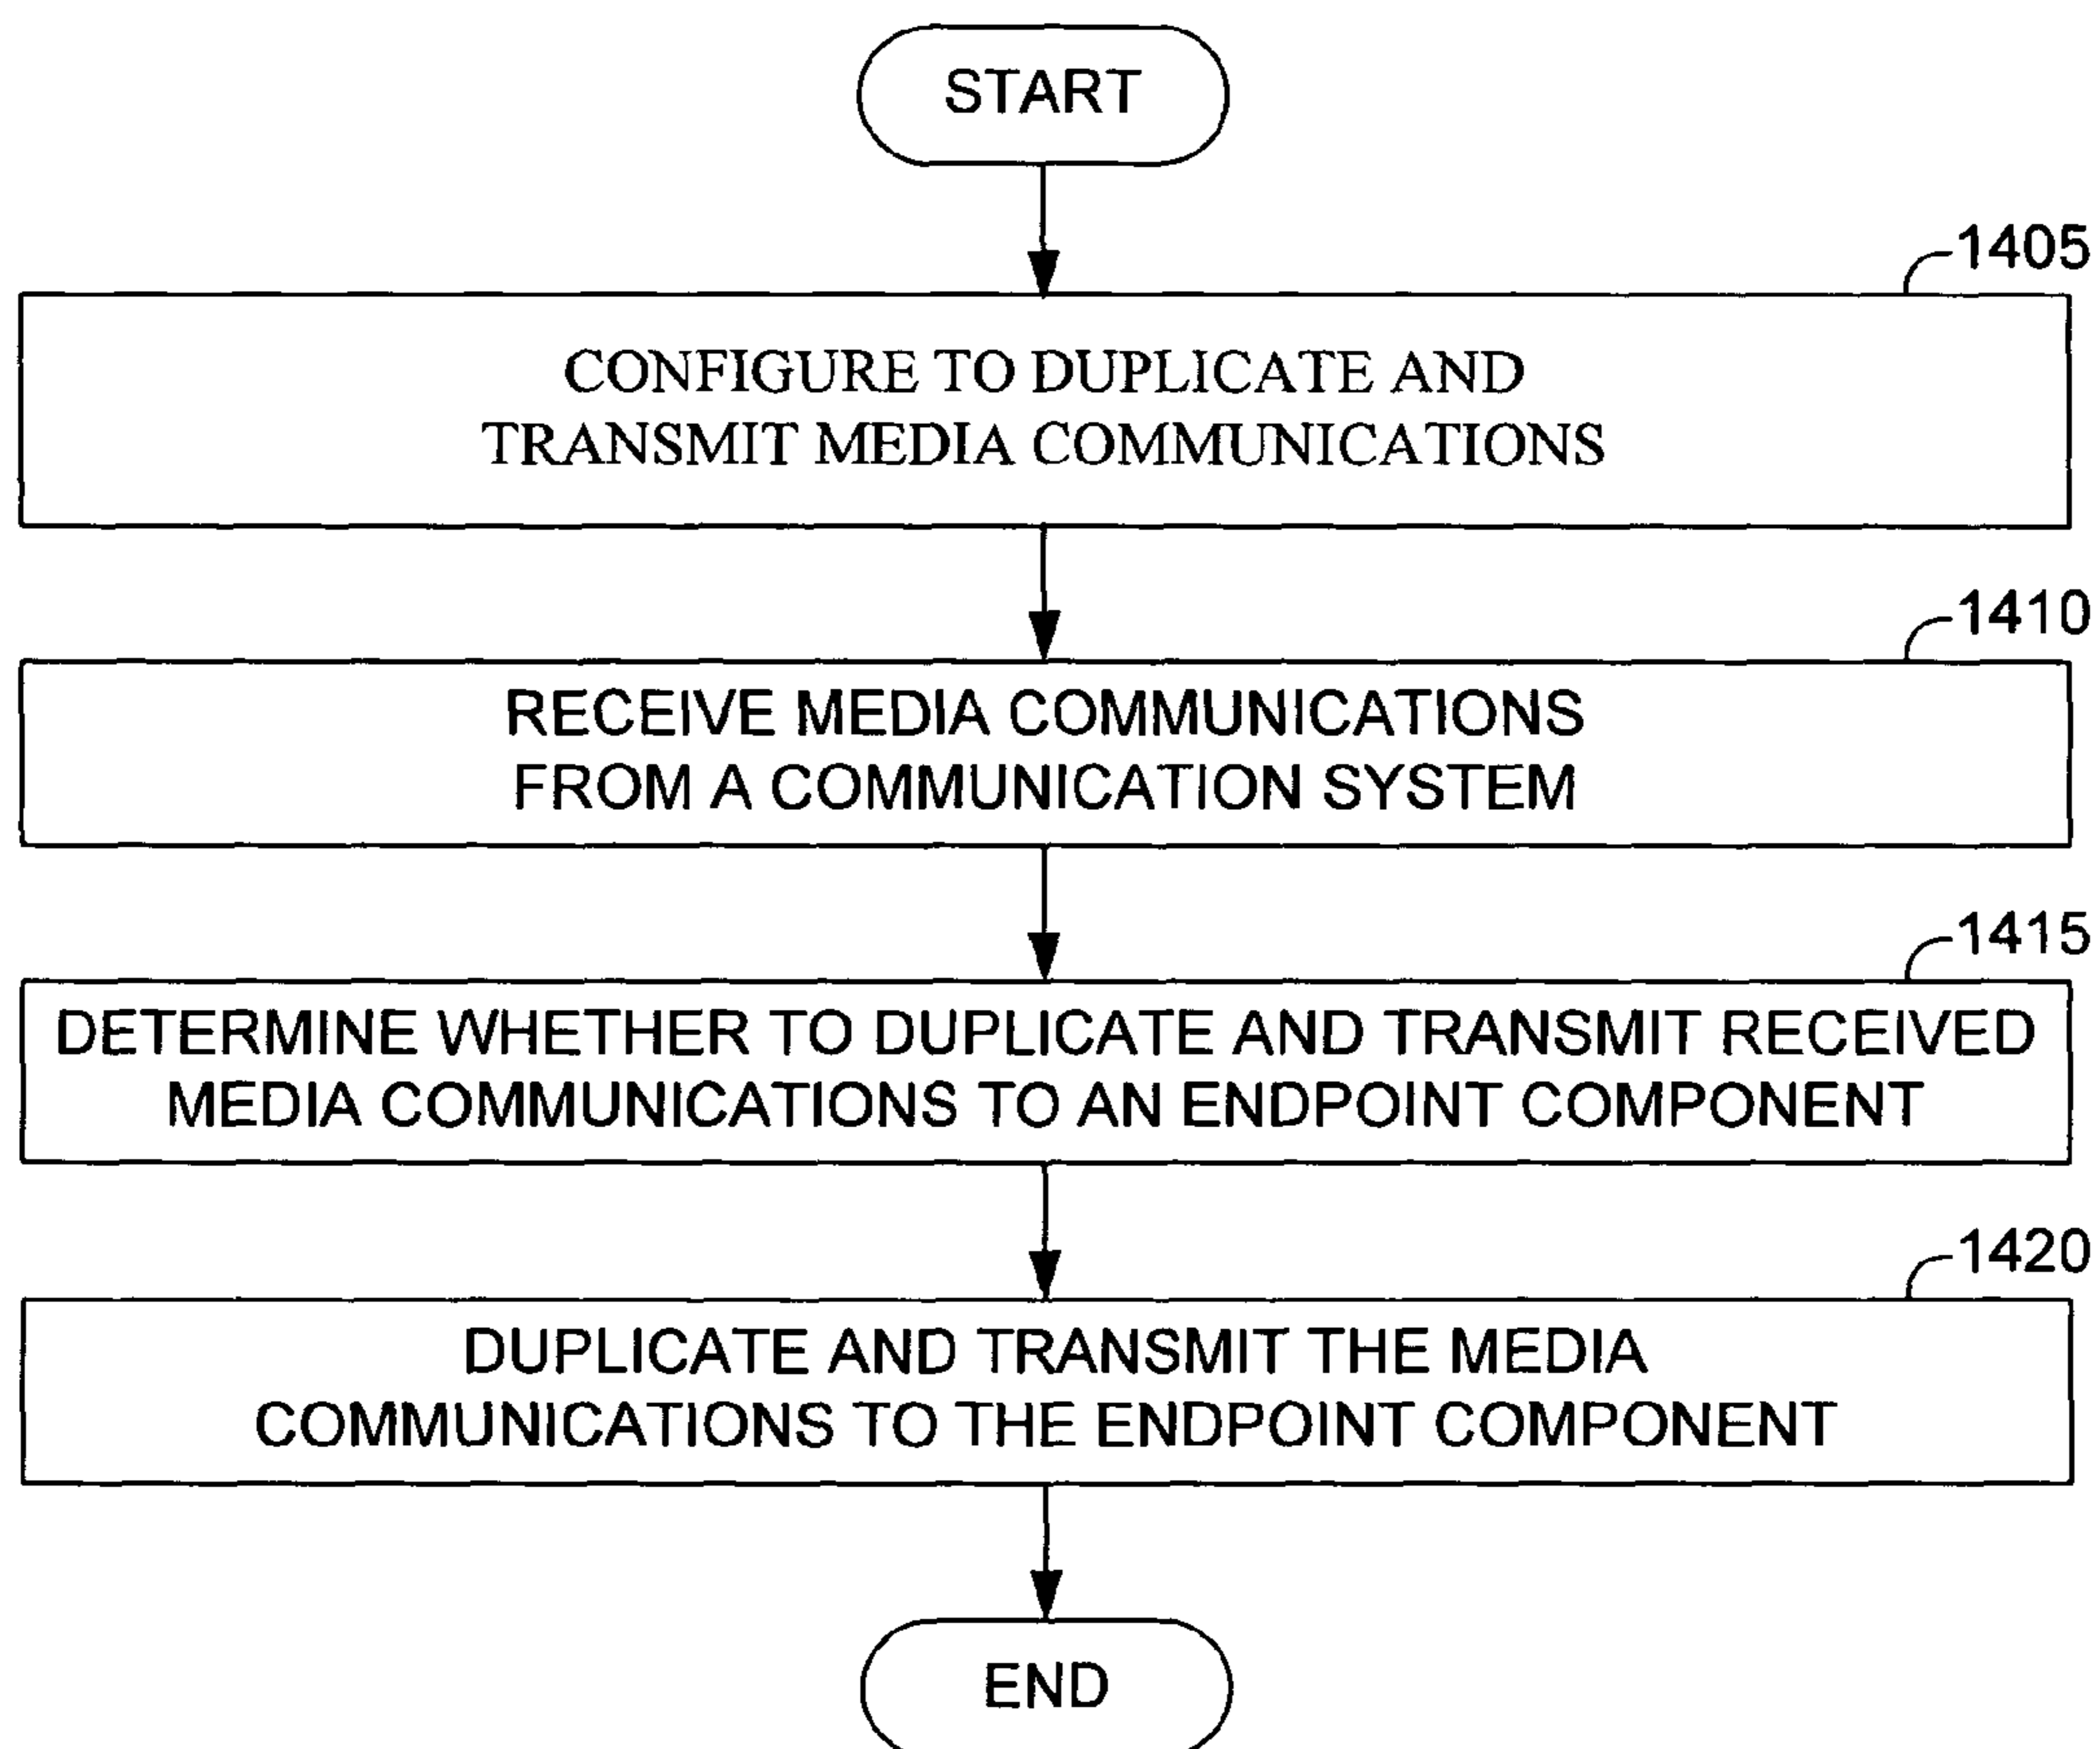 START
1405
CONFIGURE TO DUPLICATE AND
TRANSMIT MEDIA COMMUNICATIONS
1410
RECEIVE MEDIA COMMUNICATIONS
FROM A COMMUNICATION SYSTEM
1415
DETERMINE WHETHER TO DUPLICATE AND TRANSMIT RECEIVED
MEDIA COMMUNICATIONS TO AN ENDPOINT COMPONENT
1420
DUPLICATE AND TRANSMIT THE MEDIA
COMMUNICATIONS TO THE ENDPOINT COMPONENT
END